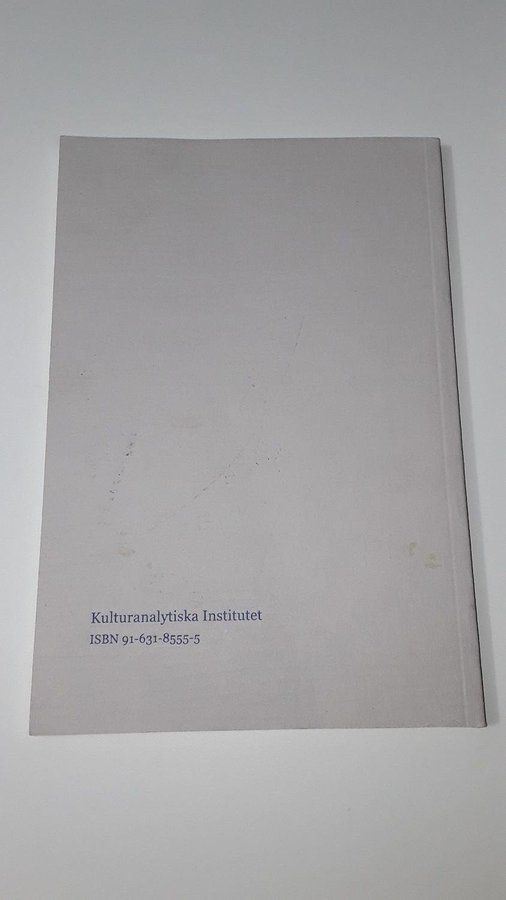 Kulturanalytiska Institutet
ISBN 91-631-8555-5